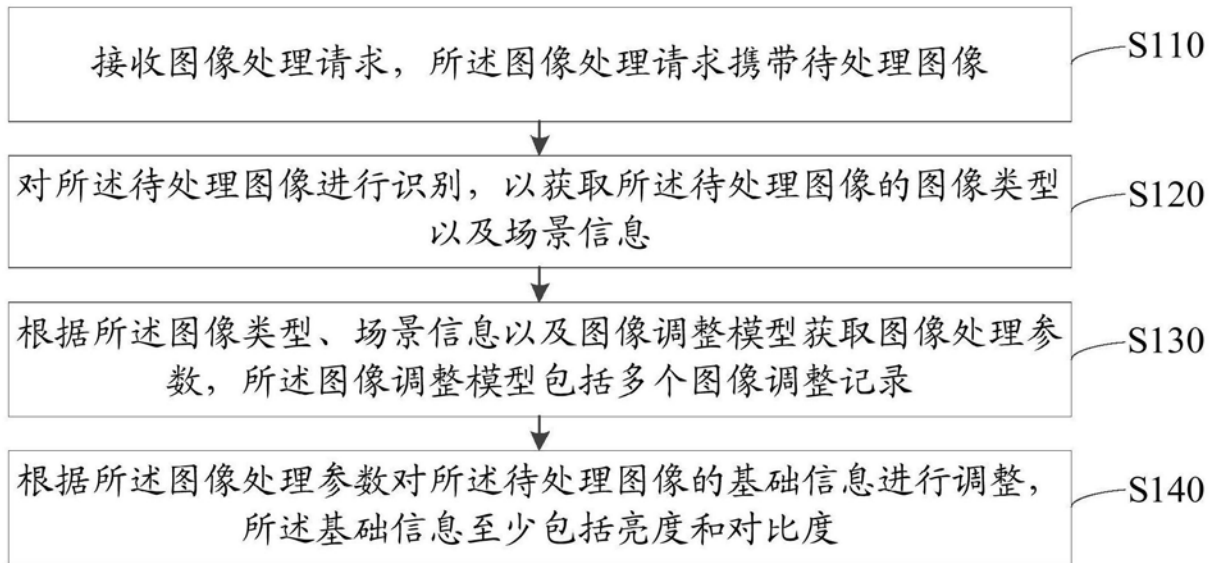 接收图像处理请求，所述图像处理请求携带待处理图像
S110
对所述待处理图像进行识别，以获取所述待处理图像的图像类型
以及场景信息
S120
根据所述图像类型、场景信息以及图像调整模型获取图像处理参
数，所述图像调整模型包括多个图像调整记录
S130
根据所述图像处理参数对所述待处理图像的基础信息进行调整，
所述基础信息至少包括亮度和对比度
S140